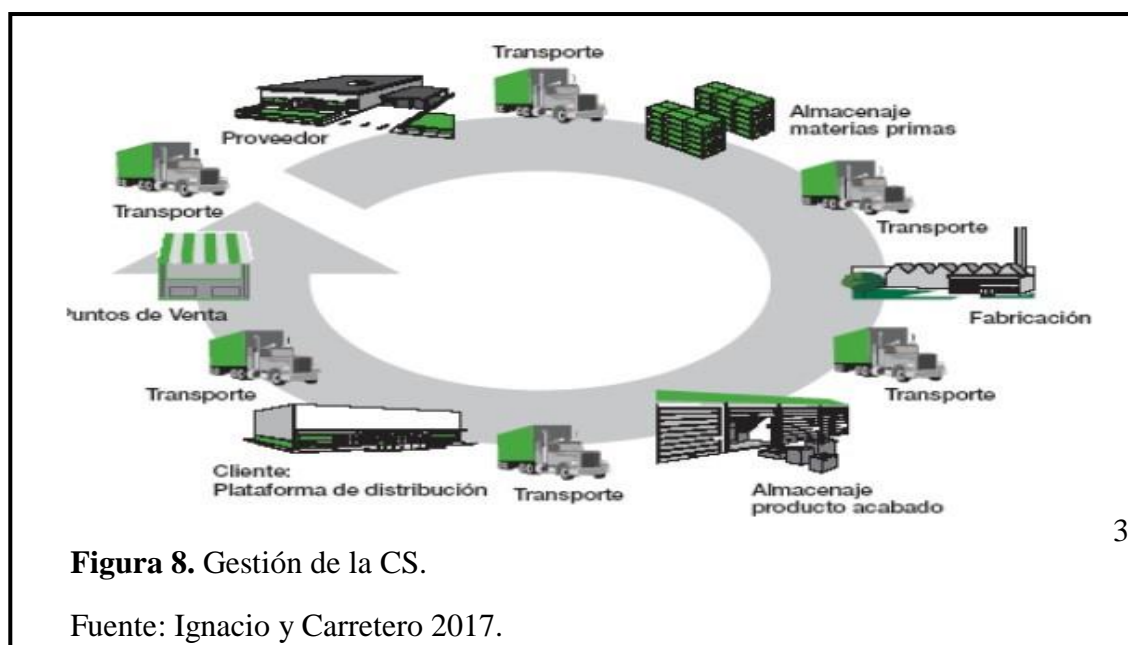 Transporte
Proveedor
Almacenaje
materias primas
Transporte
Transporte
Puntos de Venta
Fabricación
Transporte
Transporte
Cliente:
Plataforma de distribución
Transporte
Almacenaje
producto acabado
3
Figura 8. Gestión de la CS.
Fuente: Ignacio y Carretero 2017.